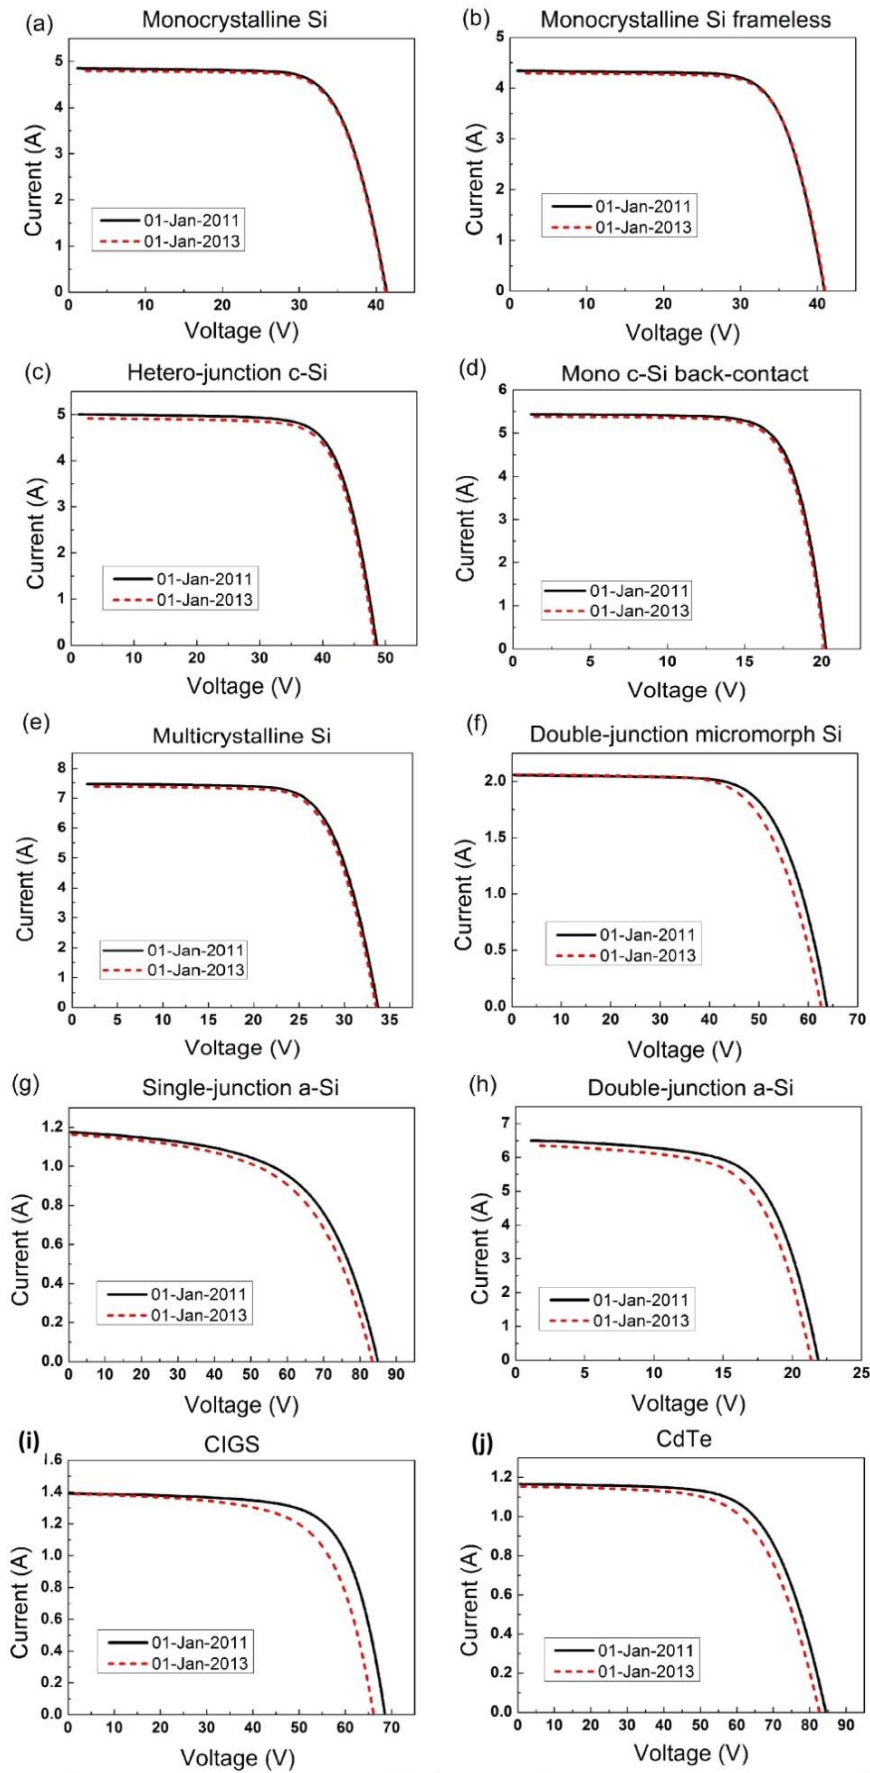 (a) Monocrystalline Si
Current (A)
5
4
3
2
1
0
01-Jan-2011
01-Jan-2013
0 10 20 30 40
Voltage (V)
(b) Monocrystalline Si frameless
Current (A)
5
4
3
2
1
0
01-Jan-2011
01-Jan-2013
0 10 20 30 40
Voltage (V)
(c) Hetero-junction c-Si
Current (A)
5
4
3
2
1
0
01-Jan-2011
01-Jan-2013
0 10 20 30 40 50
Voltage (V)
(d) Mono c-Si back-contact
Current (A)
6
5
4
3
2
1
0
01-Jan-2011
01-Jan-2013
0 5 10 15 20
Voltage (V)
(e) Multicrystalline Si
Current (A)
8
7
6
5
4
3
2
1
0
01-Jan-2011
01-Jan-2013
0 5 10 15 20 25 30 35
Voltage (V)
(f) Double-junction micromorph Si
Current (A)
2.0
1.5
1.0
0.5
0.0
01-Jan-2011
01-Jan-2013
0 10 20 30 40 50 60 70
Voltage (V)
(g) Single-junction a-Si
Current (A)
1.2
1.0
0.8
0.6
0.4
0.2
0.0
01-Jan-2011
01-Jan-2013
0 10 20 30 40 50 60 70 80 90
Voltage (V)
(h) Double-junction a-Si
Current (A)
7
6
5
4
3
2
1
0
01-Jan-2011
01-Jan-2013
0 5 10 15 20 25
Voltage (V)
(i) CIGS
Current (A)
1.6
1.4
1.2
1.0
0.8
0.6
0.4
0.2
0.0
01-Jan-2011
01-Jan-2013
0 10 20 30 40 50 60 70
Voltage (V)
(j) CdTe
Current (A)
1.2
1.0
0.8
0.6
0.4
0.2
0.0
01-Jan-2011
01-Jan-2013
0 10 20 30 40 50 60 70 80 90
Voltage (V)